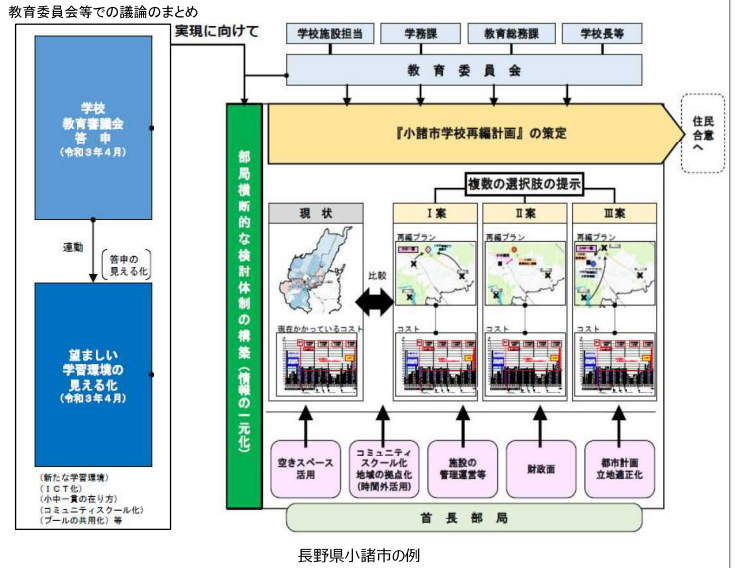 教育委員会等での議論のまとめ
実現に向けて
学校施設担当
学務課
教育総務課
学校長等
教育委員会
学校
教育審議会
答申
（令和３年４月）
連動
答申の
見える化
望ましい
学習環境の
見える化
（令和３年４月）
（新たな学習環境）
（ＩＣＴ化）
（小中一貫の在り方）
（コミュニティスクール化）
（プールの共用化）等
部局横断的な検討体制の構築（情報の一元化）
『小諸市学校再編計画』の策定
住民
合意
へ
複数の選択肢の提示
現状
Ⅰ案
Ⅱ案
Ⅲ案
再編プラン
再編プラン
再編プラン
比較
現在かかっているコスト
コスト
コスト
コスト
空きスペース
活用
コミュニティ
スクール化
地域の拠点化
(時間外活用)
施設の
管理運営等
財政面
都市計画
立地適正化
首長部局
長野県小諸市の例